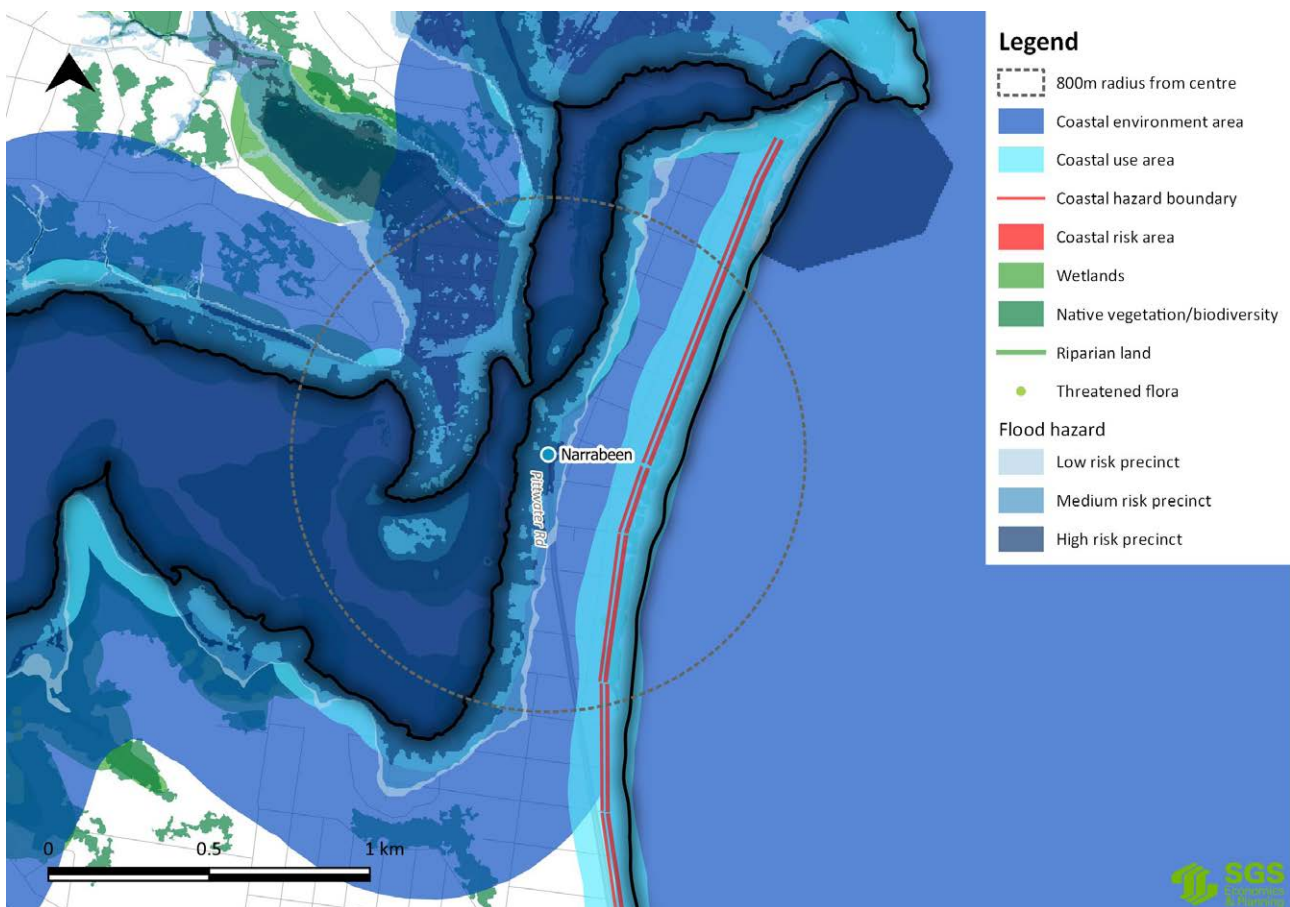 Legend
800m radius from centre
Coastal environment area
Coastal use area
Coastal hazard boundary
Coastal risk area
Wetlands
Native vegetation/biodiversity
Riparian land
Threatened flora
Flood hazard
Low risk precinct
Medium risk precinct
High risk precinct
Narrabeen
Pittwater Rd
0 0.5 1 km
SGS
Economics
& Planning